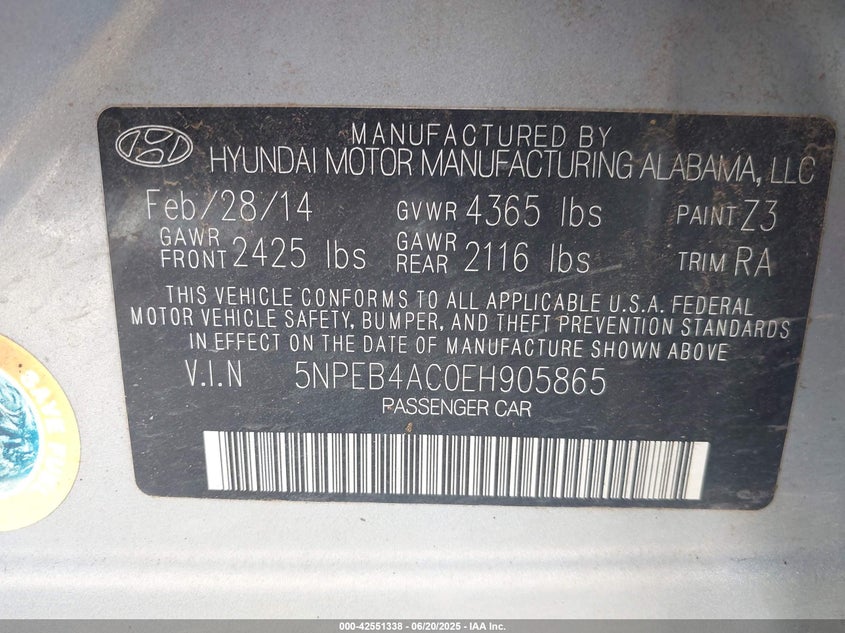 MANUFACTURED BY
HYUNDAI MOTOR MANUFACTURING ALABAMA, LLC
Feb/28/14 GVWR 4365 lbs PAINT Z3
GAWR FRONT 2425 lbs GAWR REAR 2116 lbs TRIM RA
THIS VEHICLE CONFORMS TO ALL APPLICABLE U.S.A. FEDERAL
MOTOR VEHICLE SAFETY, BUMPER, AND THEFT PREVENTION STANDARDS
IN EFFECT ON THE DATE OF MANUFACTURE SHOWN ABOVE
V.I.N 5NPEB4AC0EH905865
PASSENGER CAR
SAVE
000-42551338 - 06/20/2025 - IAA Inc.